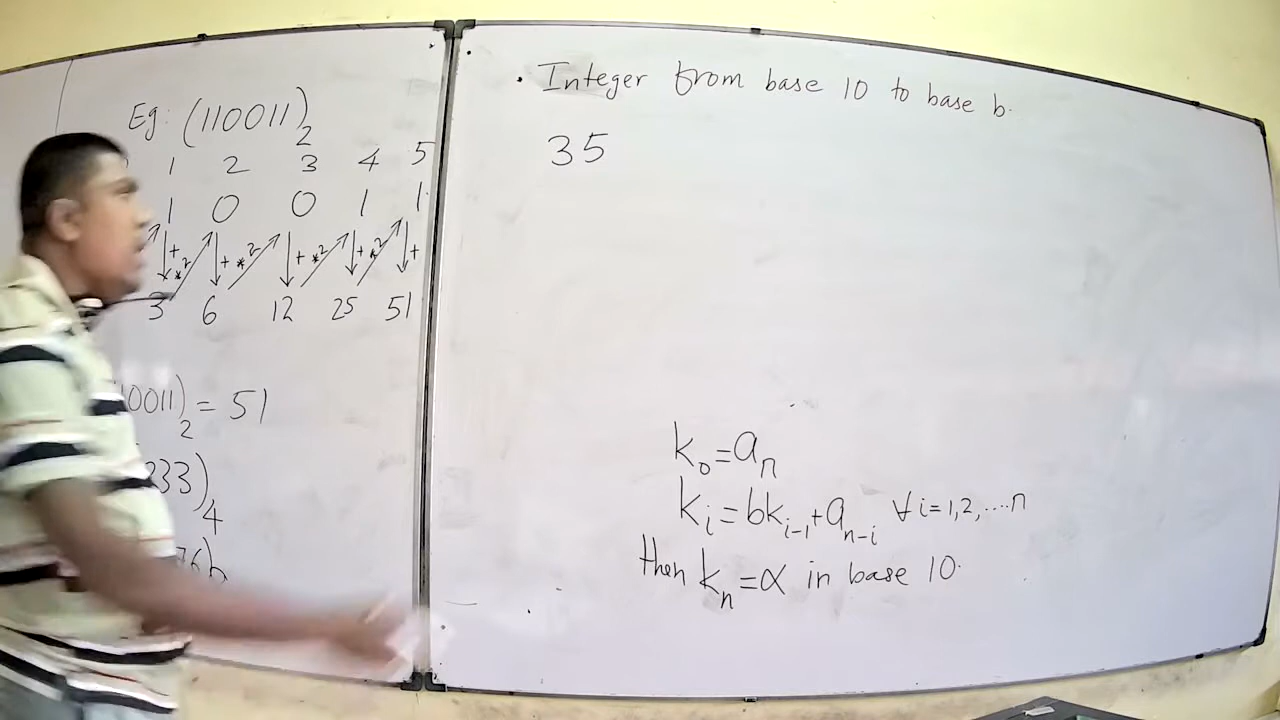 Eg: (110011)₂
1 2 3 4 5
1 0 0 1 1
+ *2 + *2 + *2 + *2 +
3 6 12 25 51
10011)₂ = 51
233)₄
76)
• Integer from base 10 to base b.
35
k₀ = aₙ
kᵢ = bkᵢ₋₁ + aₙ₋ᵢ ∀ i = 1, 2, .... n
then kₙ = α in base 10.